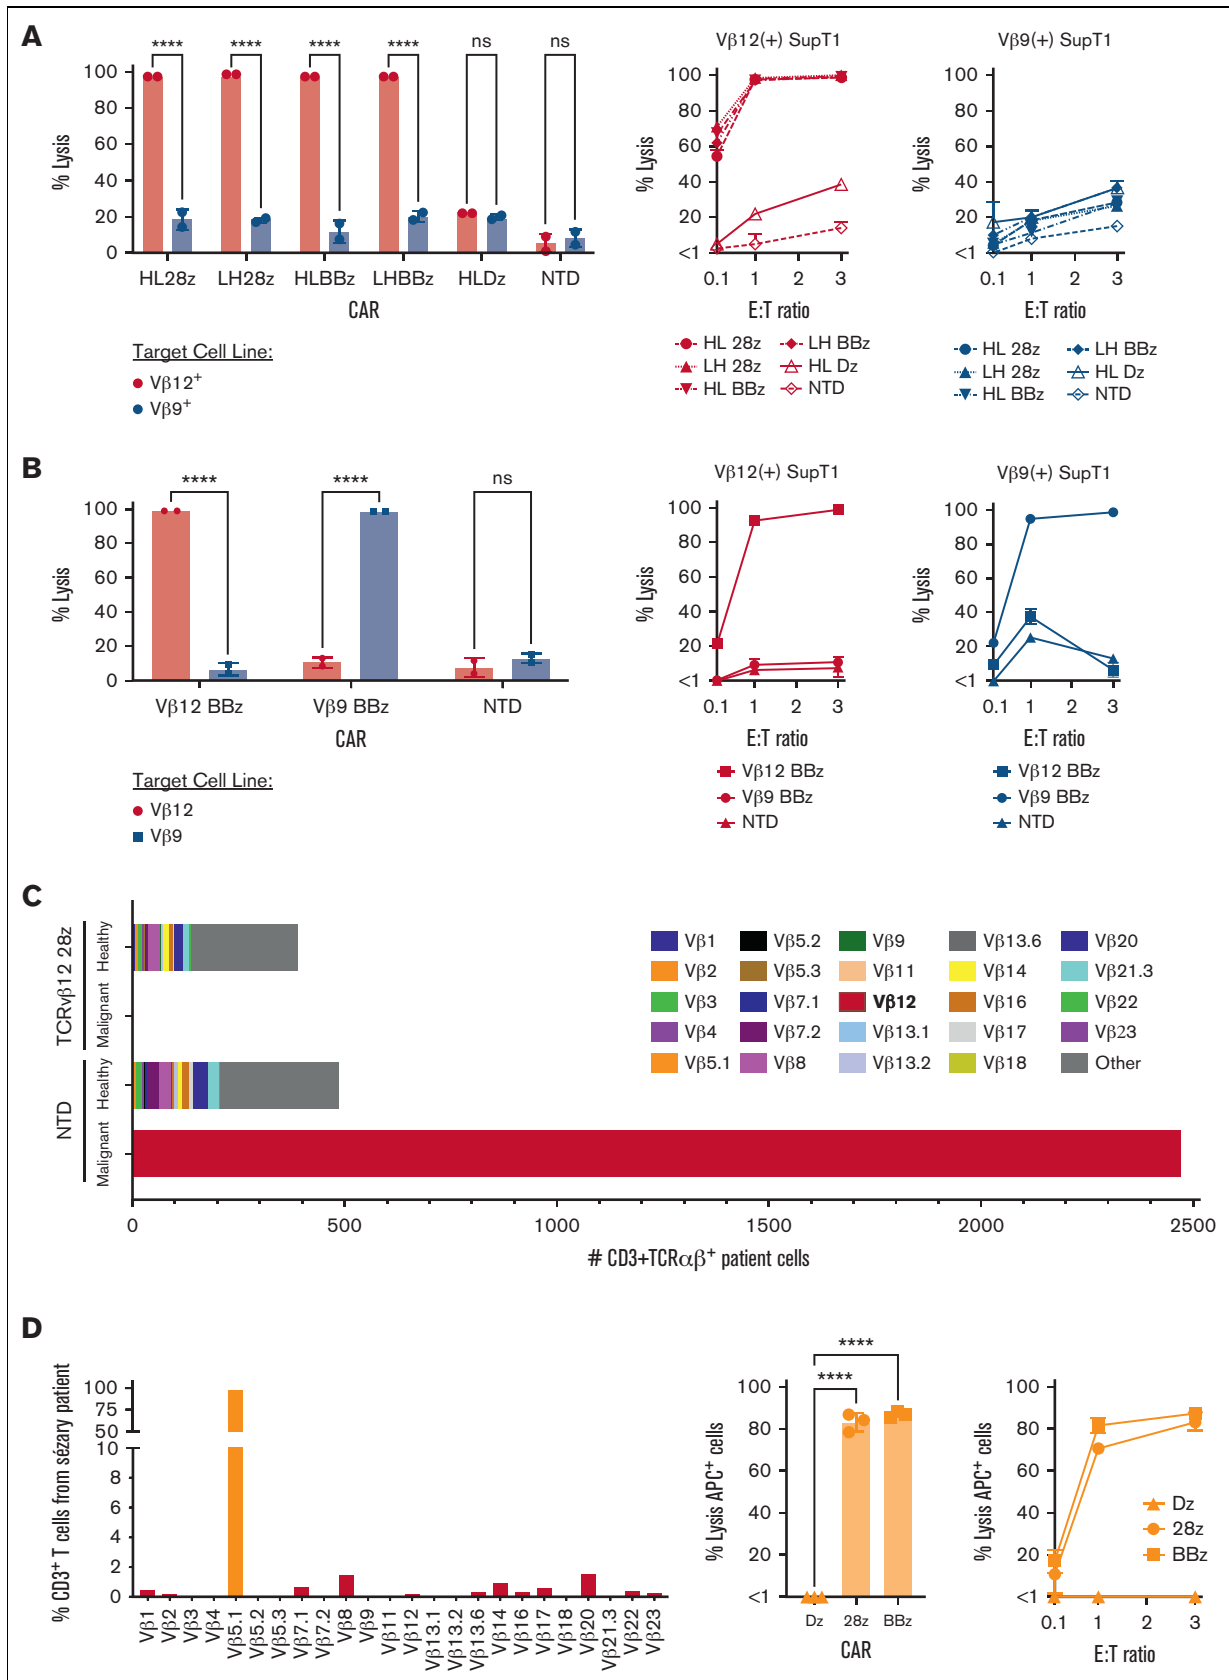 A
**** **** **** **** ns ns
% Lysis
100
80
60
40
20
0
HL28z LH28z HLBBz LHBBz HLDz NTD
CAR
Target Cell Line:
Vβ12+
Vβ9+
Vβ12(+) SupT1
% Lysis
100
80
60
40
20
<1
0.1 1 2 3
E:T ratio
HL 28z LH BBz
LH 28z HL Dz
HL BBz NTD
Vβ9(+) SupT1
% Lysis
100
80
60
40
20
<1
0.1 1 2 3
E:T ratio
HL 28z LH BBz
LH 28z HL Dz
HL BBz NTD
B
**** **** ns
% Lysis
100
80
60
40
20
0
Vβ12 BBz Vβ9 BBz NTD
CAR
Target Cell Line:
Vβ12
Vβ9
Vβ12(+) SupT1
% Lysis
100
80
60
40
20
<1
0.1 1 2 3
E:T ratio
Vβ12 BBz
Vβ9 BBz
NTD
Vβ9(+) SupT1
% Lysis
100
80
60
40
20
<1
0.1 1 2 3
E:T ratio
Vβ12 BBz
Vβ9 BBz
NTD
C
TCRvβ12 28z
Healthy
Malignant
NTD
Healthy
Malignant
Vβ1 Vβ5.2 Vβ9 Vβ13.6 Vβ20
Vβ2 Vβ5.3 Vβ11 Vβ14 Vβ21.3
Vβ3 Vβ7.1 Vβ12 Vβ16 Vβ22
Vβ4 Vβ7.2 Vβ13.1 Vβ17 Vβ23
Vβ5.1 Vβ8 Vβ13.2 Vβ18 Other
0 500 1000 1500 2000 2500
# CD3+TCRαβ+ patient cells
D
% CD3+ T cells from sézary patient
100
75
50
10
8
6
4
2
0
Vβ1 Vβ2 Vβ3 Vβ4 Vβ5.1 Vβ5.2 Vβ5.3 Vβ7.1 Vβ7.2 Vβ8 Vβ9 Vβ11 Vβ12 Vβ13.1 Vβ13.2 Vβ13.6 Vβ14 Vβ16 Vβ17 Vβ18 Vβ20 Vβ21.3 Vβ22 Vβ23
****
****
% Lysis APC+ cells
100
80
60
40
20
<1
Dz 28z BBz
CAR
% Lysis APC+ cells
100
80
60
40
20
<1
0.1 1 2 3
E:T ratio
Dz
28z
BBz